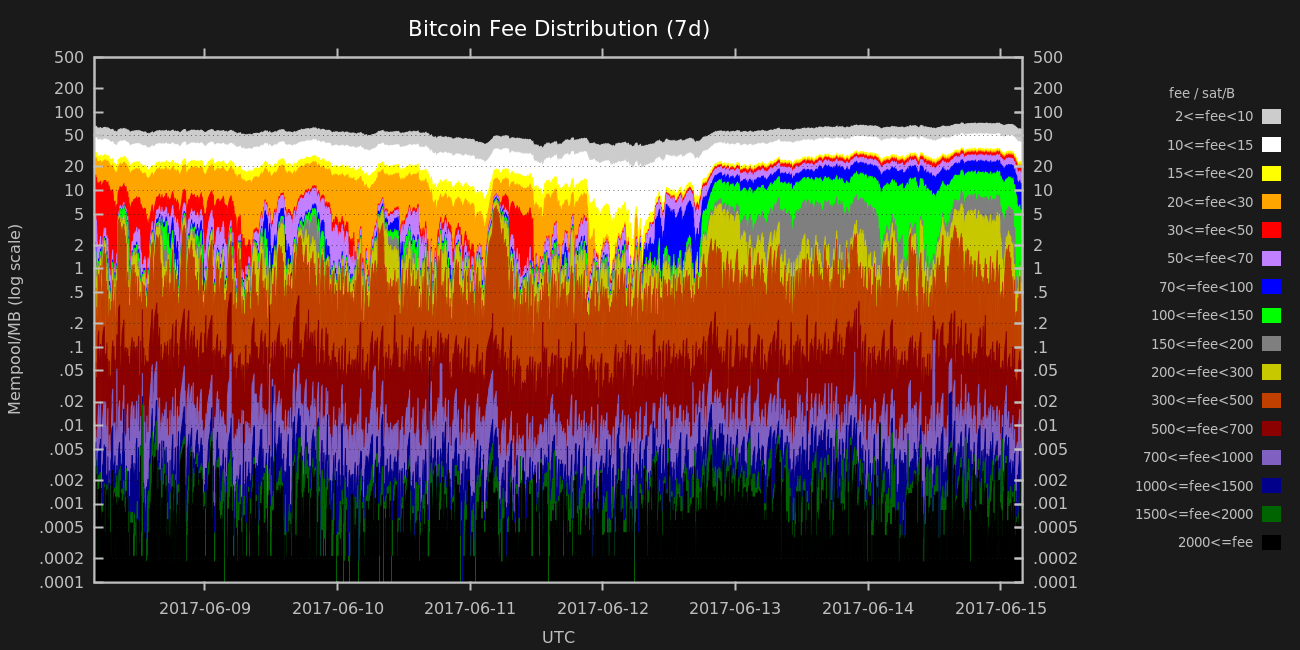 Bitcoin Fee Distribution (7d)
500
200
100
50
20
10
5
2
1
.5
.2
.1
.05
.02
.01
.005
.002
.001
.0005
.0002
.0001
Mempool/MB (log scale)
500
200
100
50
20
10
5
2
1
.5
.2
.1
.05
.02
.01
.005
.002
.001
.0005
.0002
.0001
2017-06-09 2017-06-10 2017-06-11 2017-06-12 2017-06-13 2017-06-14 2017-06-15
UTC
fee / sat/B
2<=fee<10
10<=fee<15
15<=fee<20
20<=fee<30
30<=fee<50
50<=fee<70
70<=fee<100
100<=fee<150
150<=fee<200
200<=fee<300
300<=fee<500
500<=fee<700
700<=fee<1000
1000<=fee<1500
1500<=fee<2000
2000<=fee